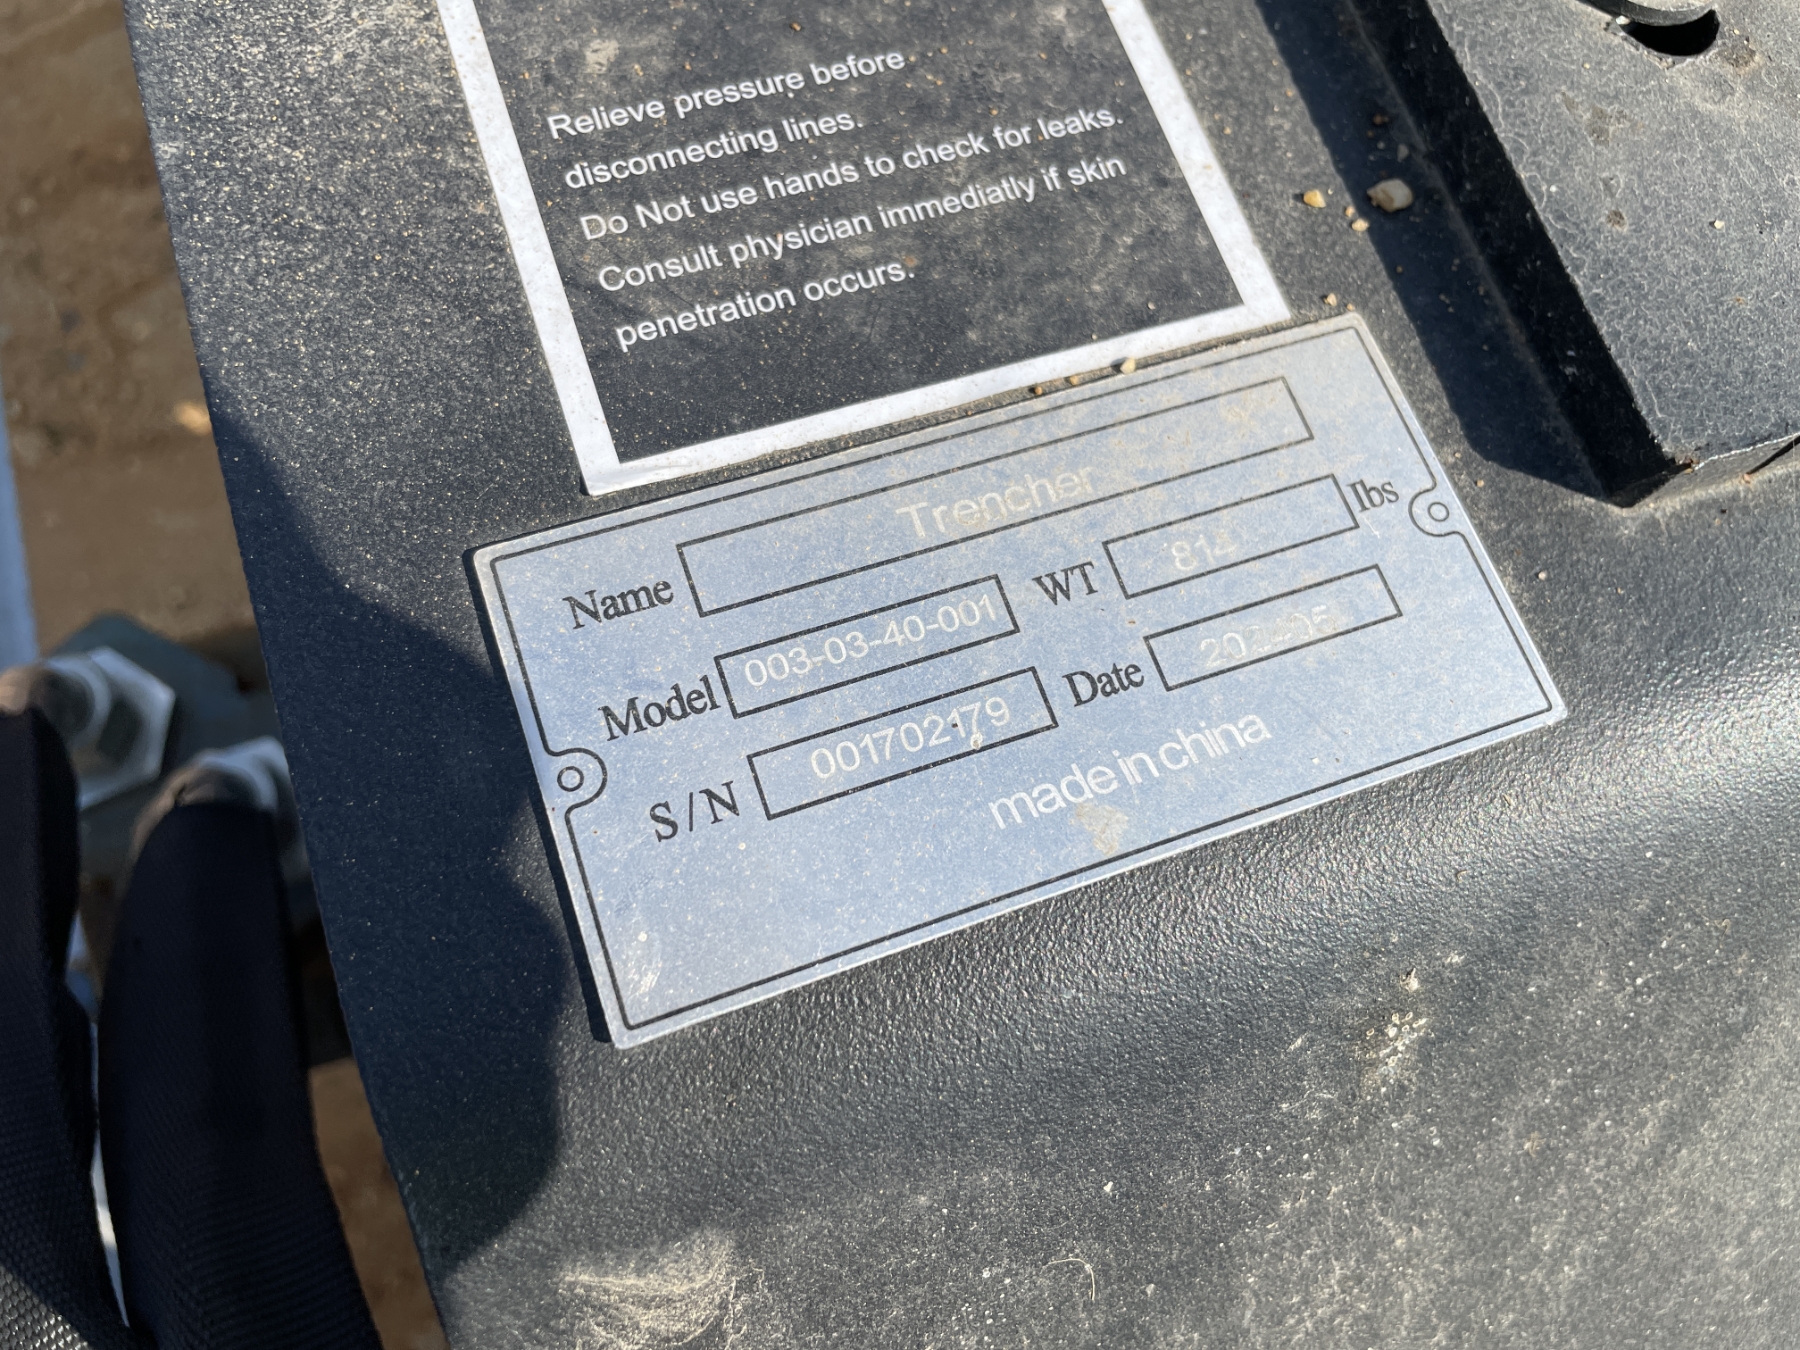 Relieve pressure before
disconnecting lines.
Do Not use hands to check for leaks.
Consult physician immediatly if skin
penetration occurs.
Name Trencher
Model 003-03-40-001 WT 814 lbs
S/N 001702179 Date
made in china